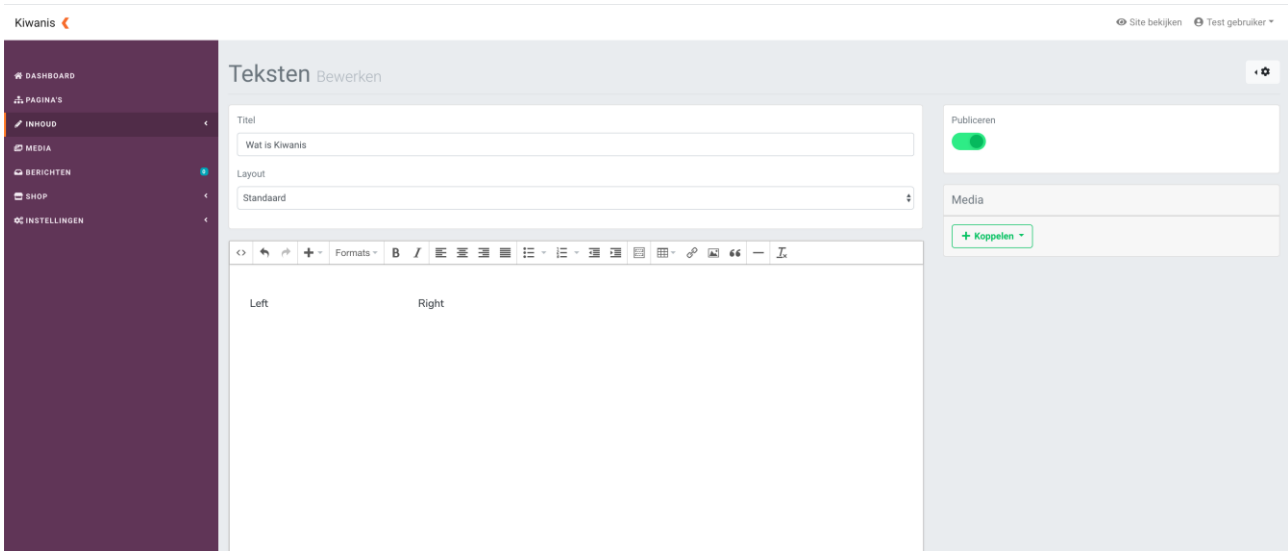 Kiwanis
Site bekijken Test gebruiker
DASHBOARD
PAGINA'S
INHOUD
MEDIA
BERICHTEN 0
SHOP
INSTELLINGEN
Teksten Bewerken
Titel
Wat is Kiwanis
Layout
Standaard
Formats B I
Left Right
Publiceren
Media
+ Koppelen